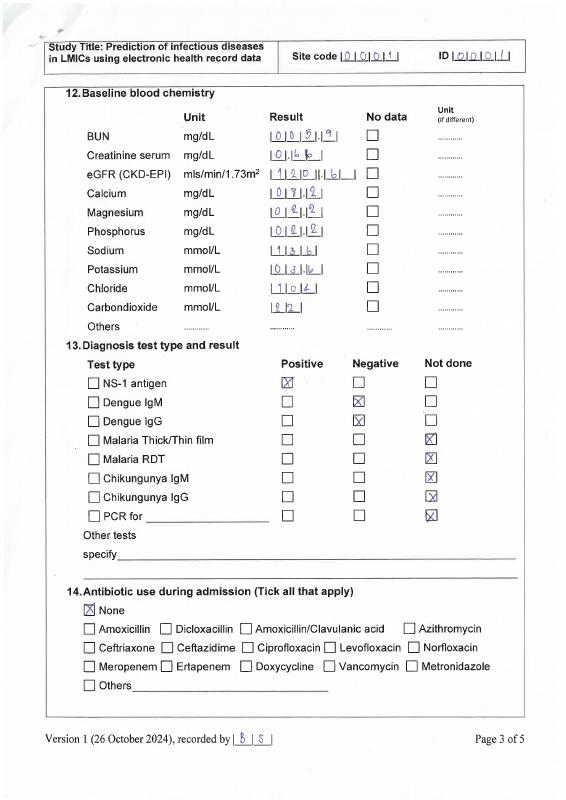 Study Title: Prediction of infectious diseases
in LMICs using electronic health record data
Site code |0|0|0|1| ID |0|0|0|1|
12. Baseline blood chemistry
Unit Result No data Unit (if different)
BUN mg/dL |0|0|5|.|9| ☐ ............
Creatinine serum mg/dL |0|.|6|6| ☐ ............
eGFR (CKD-EPI) mls/min/1.73m² |1|2|0|.|6| | ☐ ............
Calcium mg/dL |0|8|.|2| ☐ ............
Magnesium mg/dL |0|2|.|2| ☐ ............
Phosphorus mg/dL |0|2|.|2| ☐ ............
Sodium mmol/L |1|3|6| ☐ ............
Potassium mmol/L |0|3|.|6| ☐ ............
Chloride mmol/L |1|0|2| ☐ ............
Carbondioxide mmol/L |2|2| ☐ ............
Others ............ ............ ............ ............
13. Diagnosis test type and result
Test type Positive Negative Not done
☐ NS-1 antigen ☒ ☐ ☐
☐ Dengue IgM ☐ ☒ ☐
☐ Dengue IgG ☐ ☒ ☐
☐ Malaria Thick/Thin film ☐ ☐ ☒
☐ Malaria RDT ☐ ☐ ☒
☐ Chikungunya IgM ☐ ☐ ☒
☐ Chikungunya IgG ☐ ☐ ☒
☐ PCR for ____________________ ☐ ☐ ☒
Other tests
specify____________________
14. Antibiotic use during admission (Tick all that apply)
☒ None
☐ Amoxicillin ☐ Dicloxacillin ☐ Amoxicillin/Clavulanic acid ☐ Azithromycin
☐ Ceftriaxone ☐ Ceftazidime ☐ Ciprofloxacin ☐ Levofloxacin ☐ Norfloxacin
☐ Meropenem ☐ Ertapenem ☐ Doxycycline ☐ Vancomycin ☐ Metronidazole
☐ Others____________________
Version 1 (26 October 2024), recorded by |B|S| Page 3 of 5